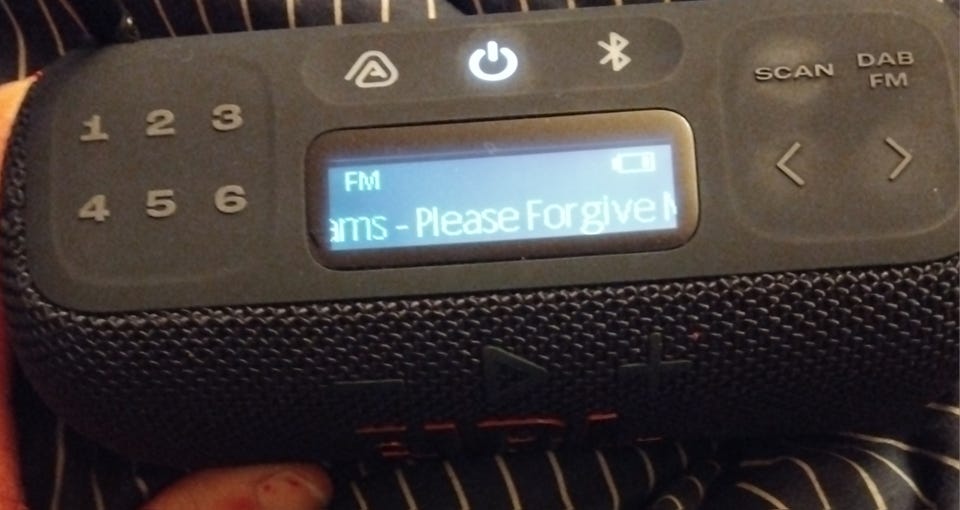 SCAN
DAB
FM
1 2 3
4 5 6
FM
ams - Please Forgive